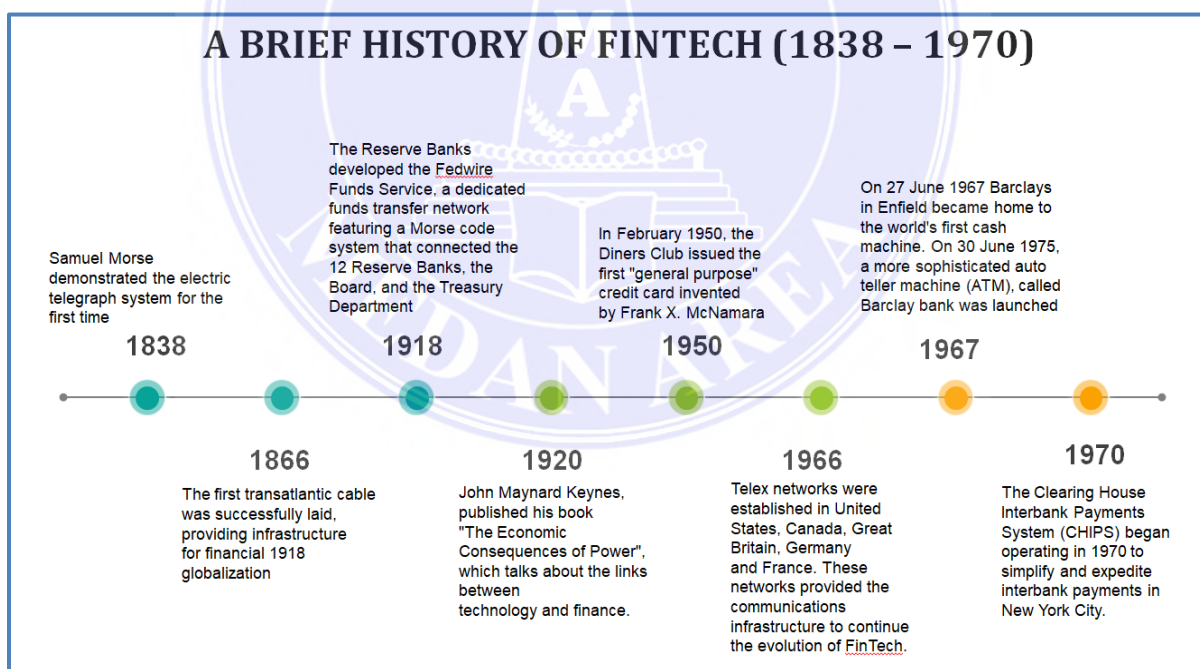 A BRIEF HISTORY OF FINTECH (1838 – 1970)
Samuel Morse
demonstrated the electric
telegraph system for the
first time
1838
The Reserve Banks
developed the Fedwire
Funds Service, a dedicated
funds transfer network
featuring a Morse code
system that connected the
12 Reserve Banks, the
Board, and the Treasury
Department
1918
In February 1950, the
Diners Club issued the
first "general purpose"
credit card invented
by Frank X. McNamara
1950
On 27 June 1967 Barclays
in Enfield became home to
the world's first cash
machine. On 30 June 1975,
a more sophisticated auto
teller machine (ATM), called
Barclay bank was launched
1967
1866
The first transatlantic cable
was successfully laid,
providing infrastructure
for financial 1918
globalization
1920
John Maynard Keynes,
published his book
"The Economic
Consequences of Power",
which talks about the links
between
technology and finance.
1966
Telex networks were
established in United
States, Canada, Great
Britain, Germany
and France. These
networks provided the
communications
infrastructure to continue
the evolution of FinTech.
1970
The Clearing House
Interbank Payments
System (CHIPS) began
operating in 1970 to
simplify and expedite
interbank payments in
New York City.
M
A
MEDAN AREA